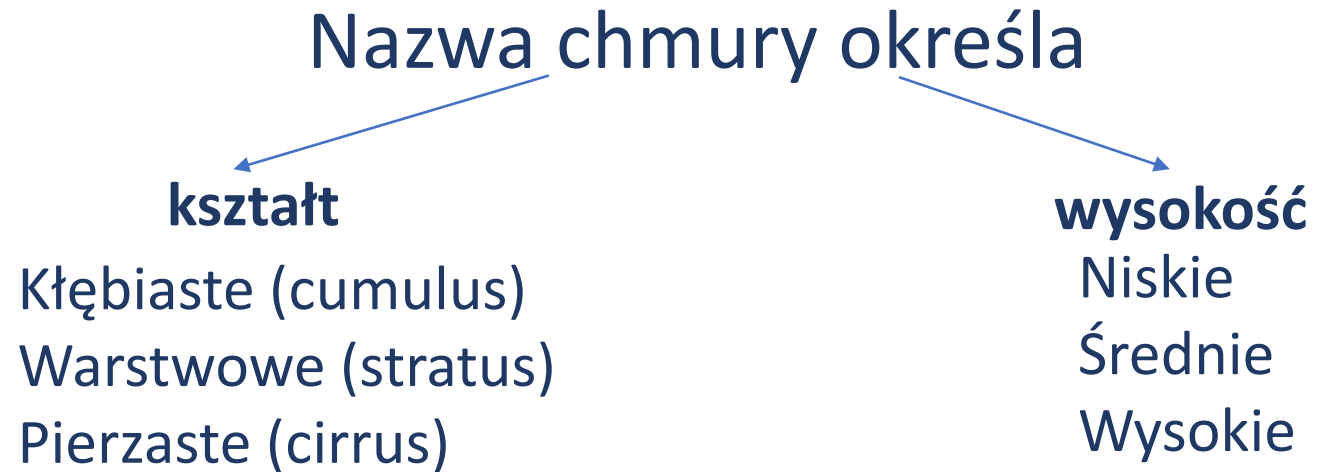 Nazwa chmury określa
kształt
Kłębiaste (cumulus)
Warstwowe (stratus)
Pierzaste (cirrus)
wysokość
Niskie
Średnie
Wysokie